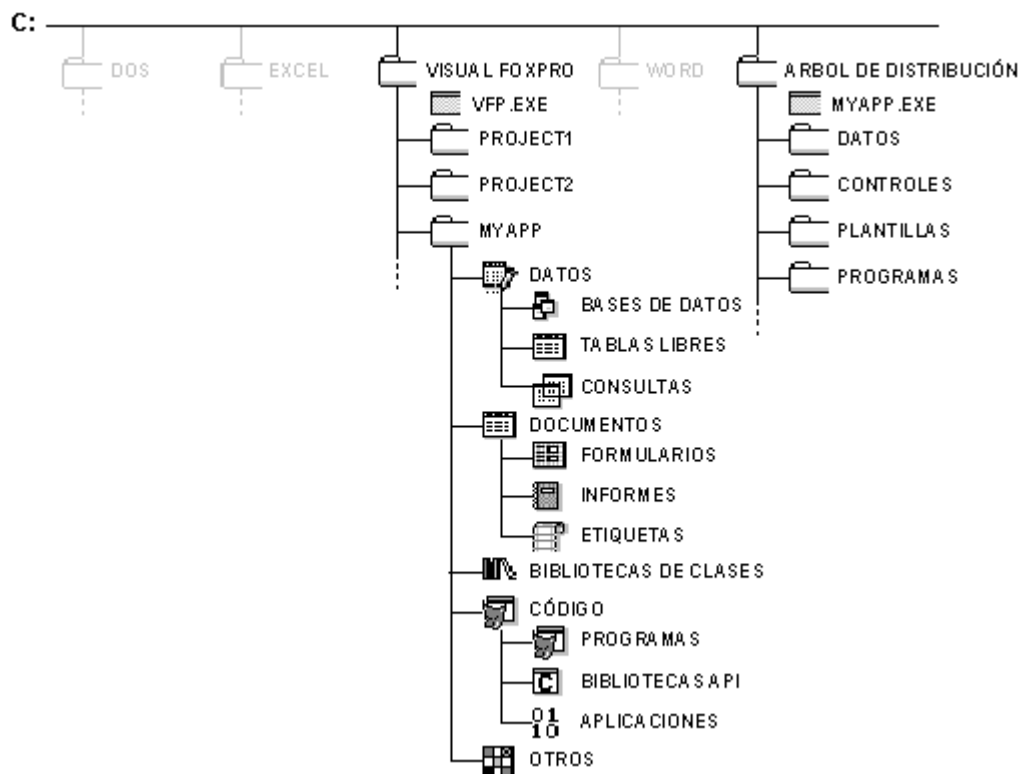 C:
DOS EXCEL VISUAL FOXPRO WORD ARBOL DE DISTRIBUCIÓN
VFP.EXE MYAPP.EXE
PROJECT1 DATOS
PROJECT2 CONTROLES
MYAPP PLANTILLAS
DATOS PROGRAMAS
BASES DE DATOS
TABLAS LIBRES
CONSULTAS
DOCUMENTOS
FORMULARIOS
INFORMES
ETIQUETAS
BIBLIOTECAS DE CLASES
CÓDIGO
PROGRAMAS
C BIBLIOTECAS API
01
10 APLICACIONES
OTROS